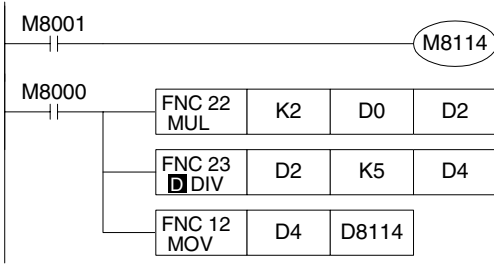 M8001
M8114
M8000
FNC 22
MUL
K2
D0
D2
FNC 23
D DIV
D2
K5
D4
FNC 12
MOV
D4
D8114